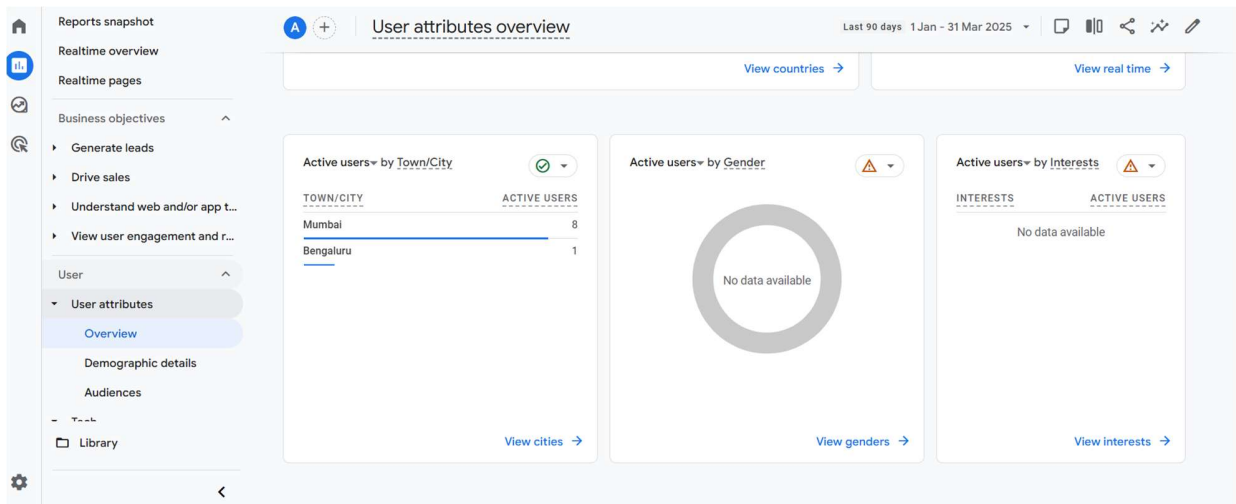 Reports snapshot
Realtime overview
Realtime pages
Business objectives
Generate leads
Drive sales
Understand web and/or app t...
View user engagement and r...
User
User attributes
Overview
Demographic details
Audiences
Library
A
User attributes overview
Last 90 days 1 Jan - 31 Mar 2025
View countries
View real time
Active users by Town/City
TOWN/CITY ACTIVE USERS
Mumbai 8
Bengaluru 1
View cities
Active users by Gender
No data available
View genders
Active users by Interests
INTERESTS ACTIVE USERS
No data available
View interests